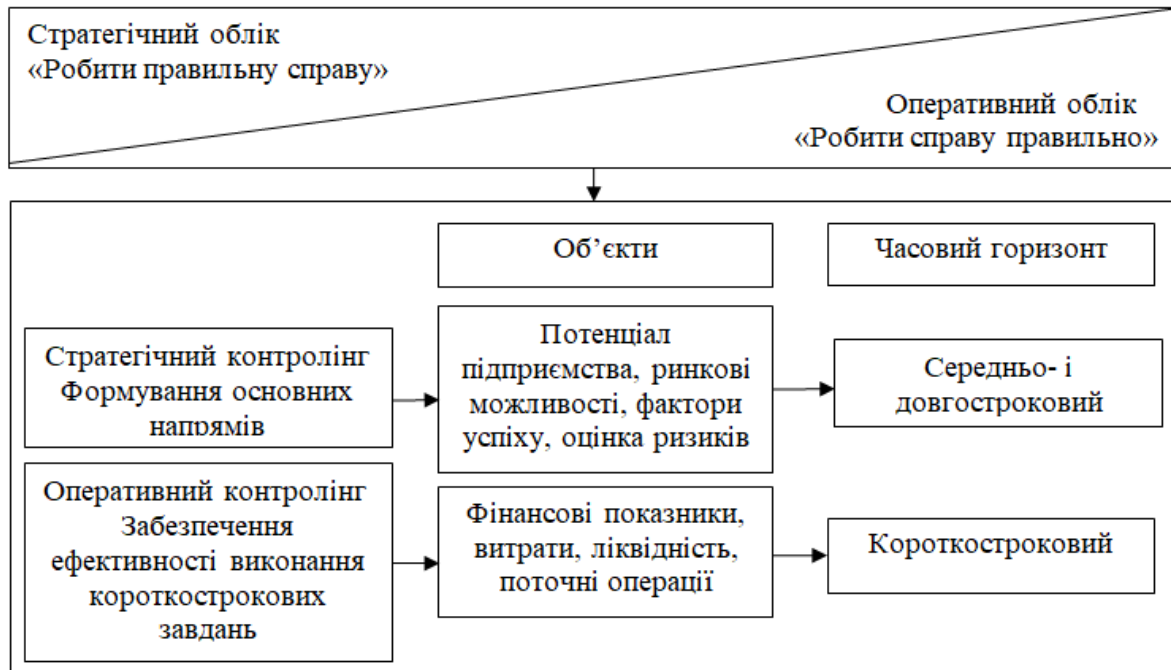 Стратегічний облік
«Робити правильну справу»
Оперативний облік
«Робити справу правильно»
Об’єкти
Часовий горизонт
Стратегічний контролінг
Формування основних
напрямів
Потенціал
підприємства, ринкові
можливості, фактори
успіху, оцінка ризиків
Середньо- і
довгостроковий
Оперативний контролінг
Забезпечення
ефективності виконання
короткострокових
завдань
Фінансові показники,
витрати, ліквідність,
поточні операції
Короткостроковий